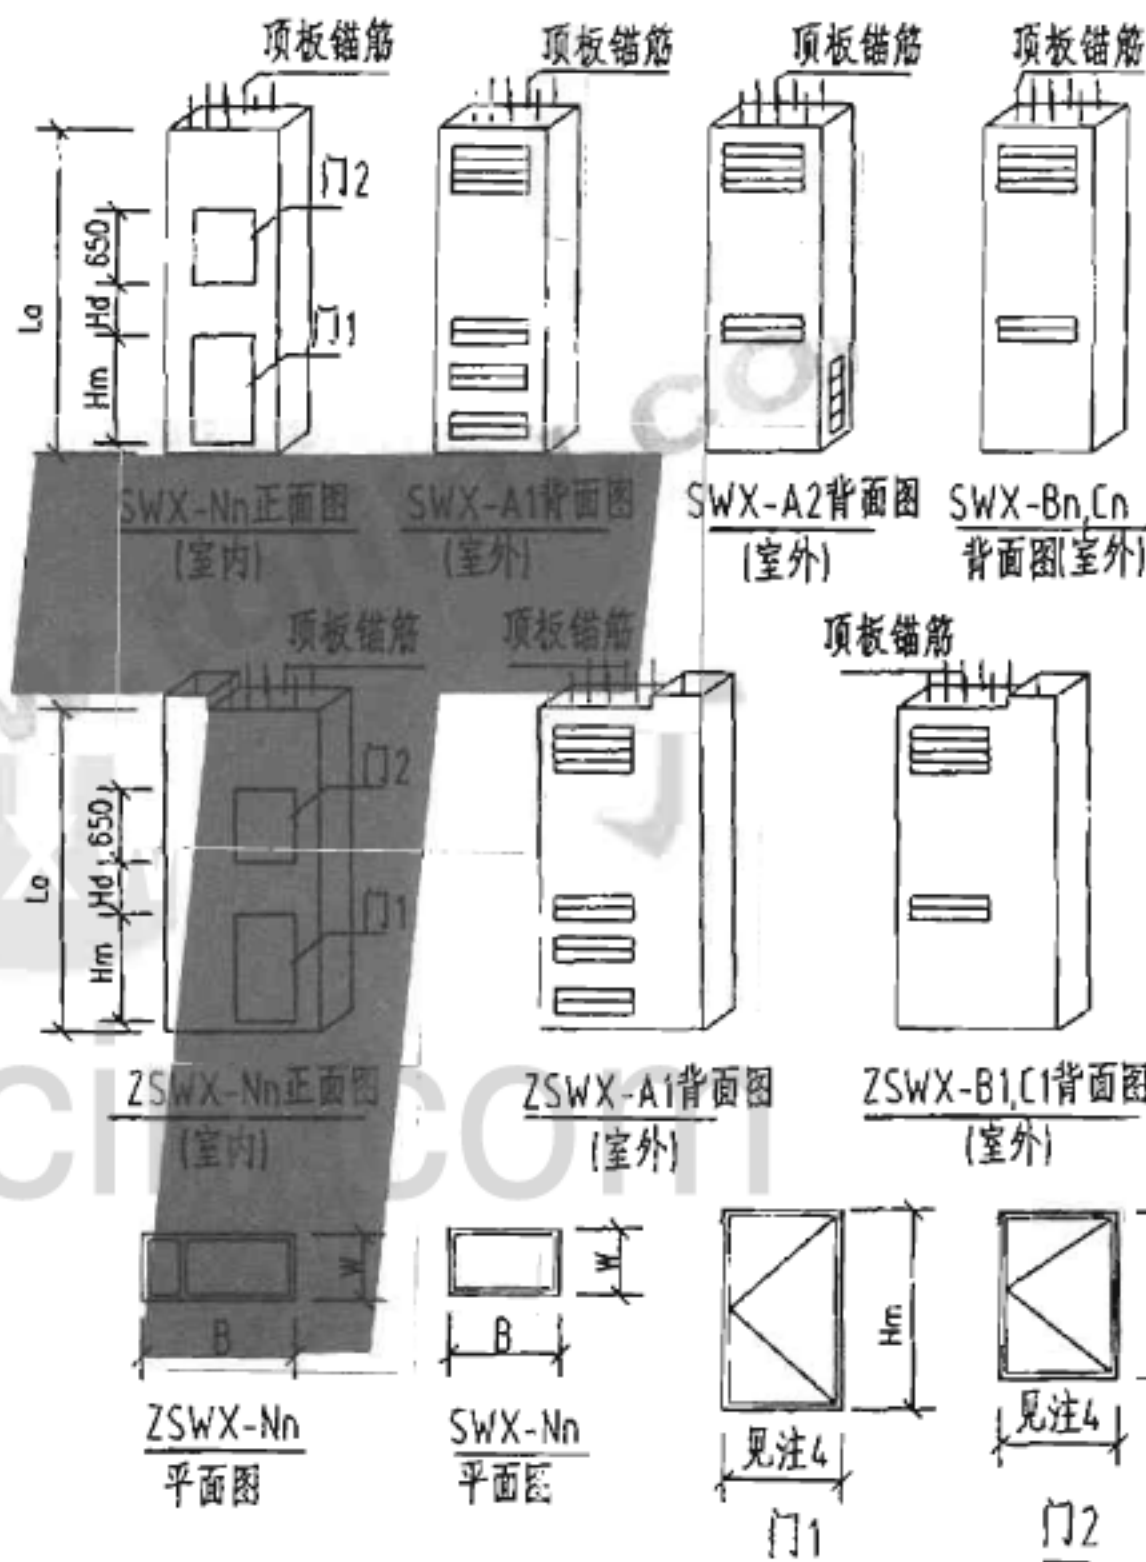 顶板锚筋 顶板锚筋 顶板锚筋 顶板锚筋
门2
650
Hd
La
门1
Hm
SWX-Nn正面图 SWX-A1背面图 SWX-A2背面图 SWX-Bn,Cn
(室内) (室外) (室外) 背面图(室外)
顶板锚筋 顶板锚筋 顶板锚筋
门2
650
Hd
La
门1
Hm
ZSWX-Nn正面图 ZSWX-A1背面图 ZSWX-B1,C1背面图
(室内) (室外) (室外)
W W
B B
Hm
ZSWX-Nn SWX-Nn 见注4 见注4
平面图 平面图
门1 门2